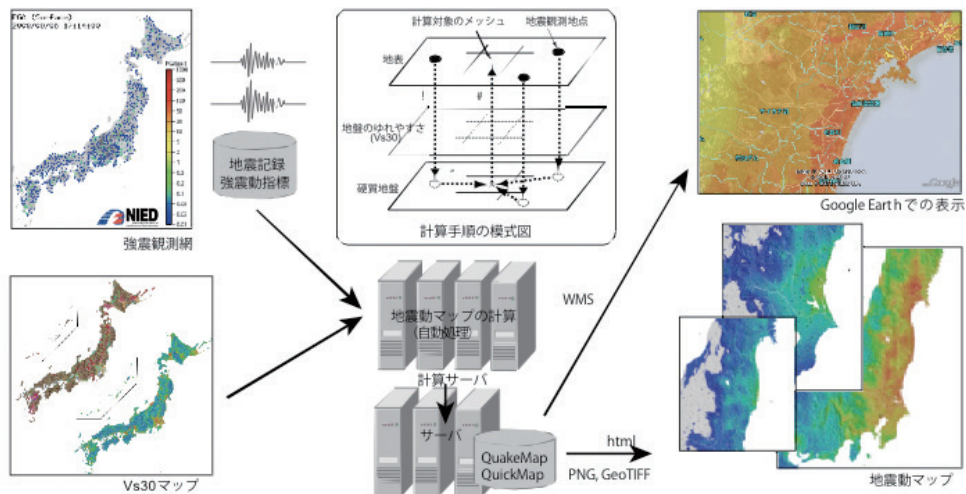 PGA (Surface)
1000
NIED
強震観測網
地震記録
強震動指標
計算対象のメッシュ
地震観測地点
地表
地盤のゆれやすさ
(Vs30)
硬質地盤
計算手順の模式図
Google
Google Earthでの表示
Vs30マップ
地震動マップの計算
(自動処理)
計算サーバ
サーバ
QuakeMap
QuickMap
WMS
html
PNG, GeoTIFF
地震動マップ